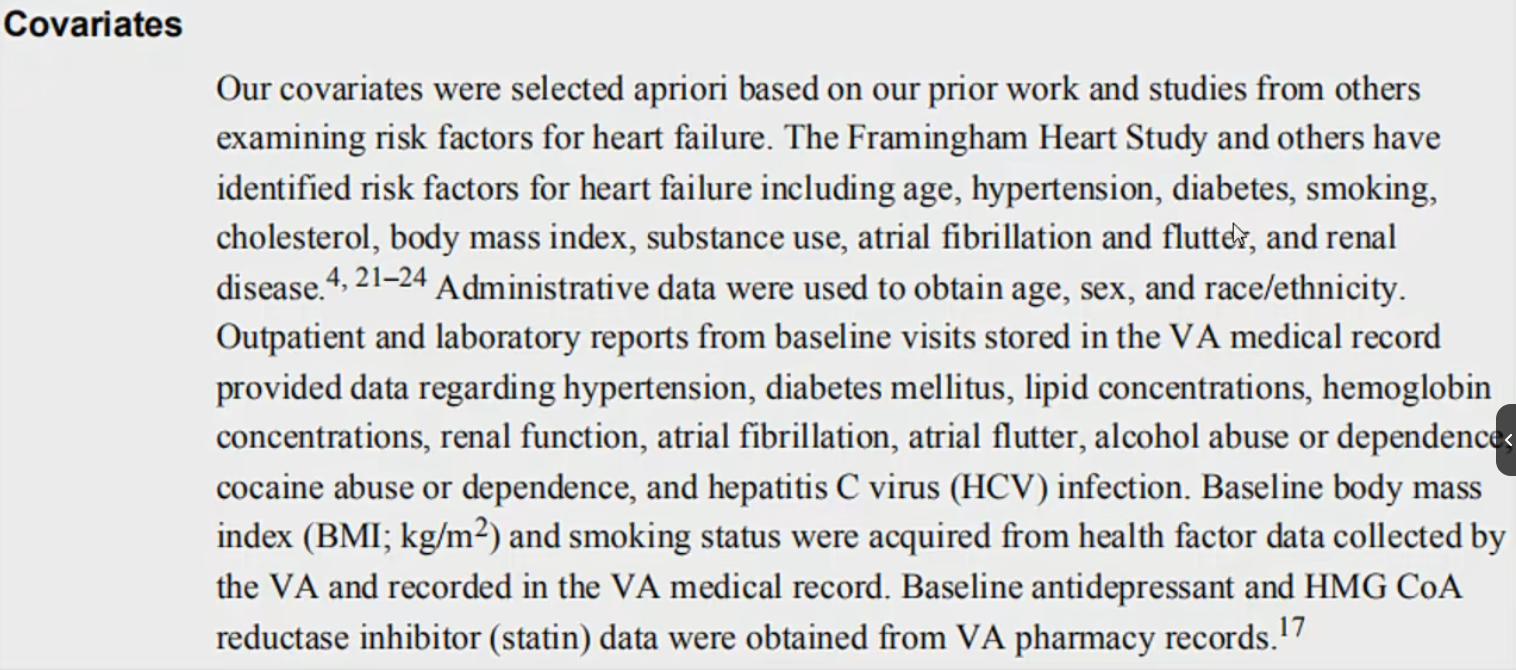 Covariates
Our covariates were selected apriori based on our prior work and studies from others
examining risk factors for heart failure. The Framingham Heart Study and others have
identified risk factors for heart failure including age, hypertension, diabetes, smoking,
cholesterol, body mass index, substance use, atrial fibrillation and flutter, and renal
disease.4, 21–24 Administrative data were used to obtain age, sex, and race/ethnicity.
Outpatient and laboratory reports from baseline visits stored in the VA medical record
provided data regarding hypertension, diabetes mellitus, lipid concentrations, hemoglobin
concentrations, renal function, atrial fibrillation, atrial flutter, alcohol abuse or dependence,
cocaine abuse or dependence, and hepatitis C virus (HCV) infection. Baseline body mass
index (BMI; kg/m2) and smoking status were acquired from health factor data collected by
the VA and recorded in the VA medical record. Baseline antidepressant and HMG CoA
reductase inhibitor (statin) data were obtained from VA pharmacy records.17